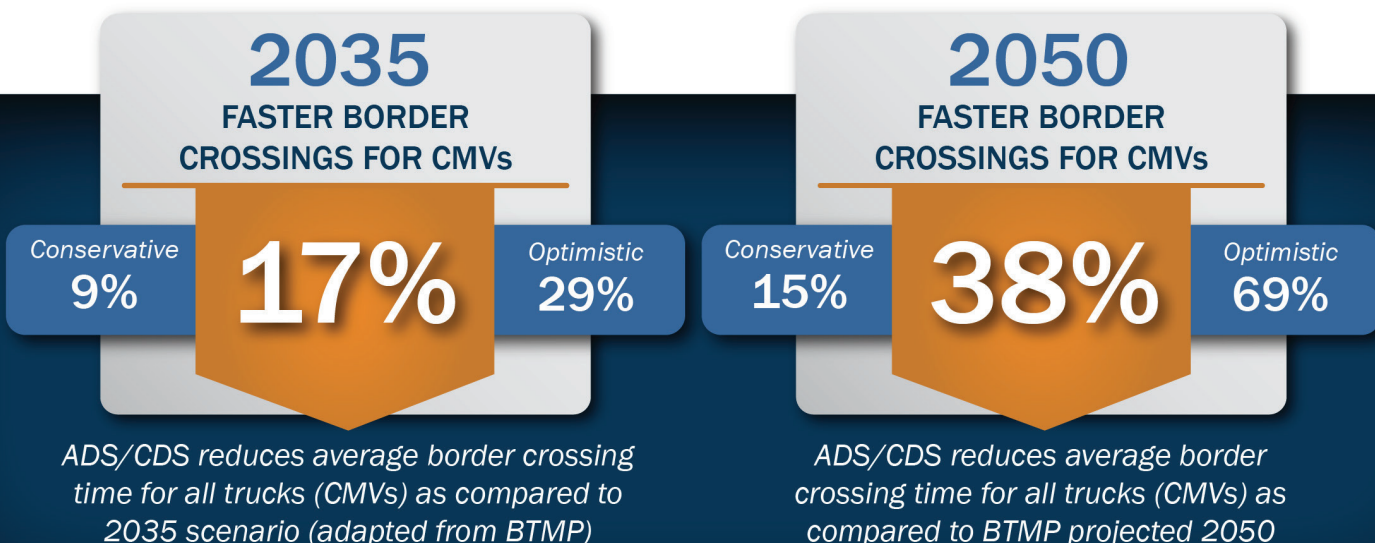 2035
FASTER BORDER
CROSSINGS FOR CMVs
Conservative
9%
17%
Optimistic
29%
ADS/CDS reduces average border crossing
time for all trucks (CMVs) as compared to
2035 scenario (adapted from BTMP)
2050
FASTER BORDER
CROSSINGS FOR CMVs
Conservative
15%
38%
Optimistic
69%
ADS/CDS reduces average border
crossing time for all trucks (CMVs) as
compared to BTMP projected 2050